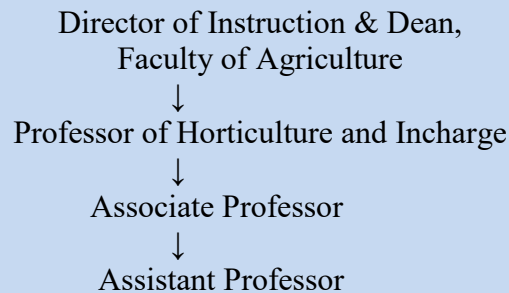 Director of Instruction & Dean,
Faculty of Agriculture
↓
Professor of Horticulture and Incharge
↓
Associate Professor
↓
Assistant Professor